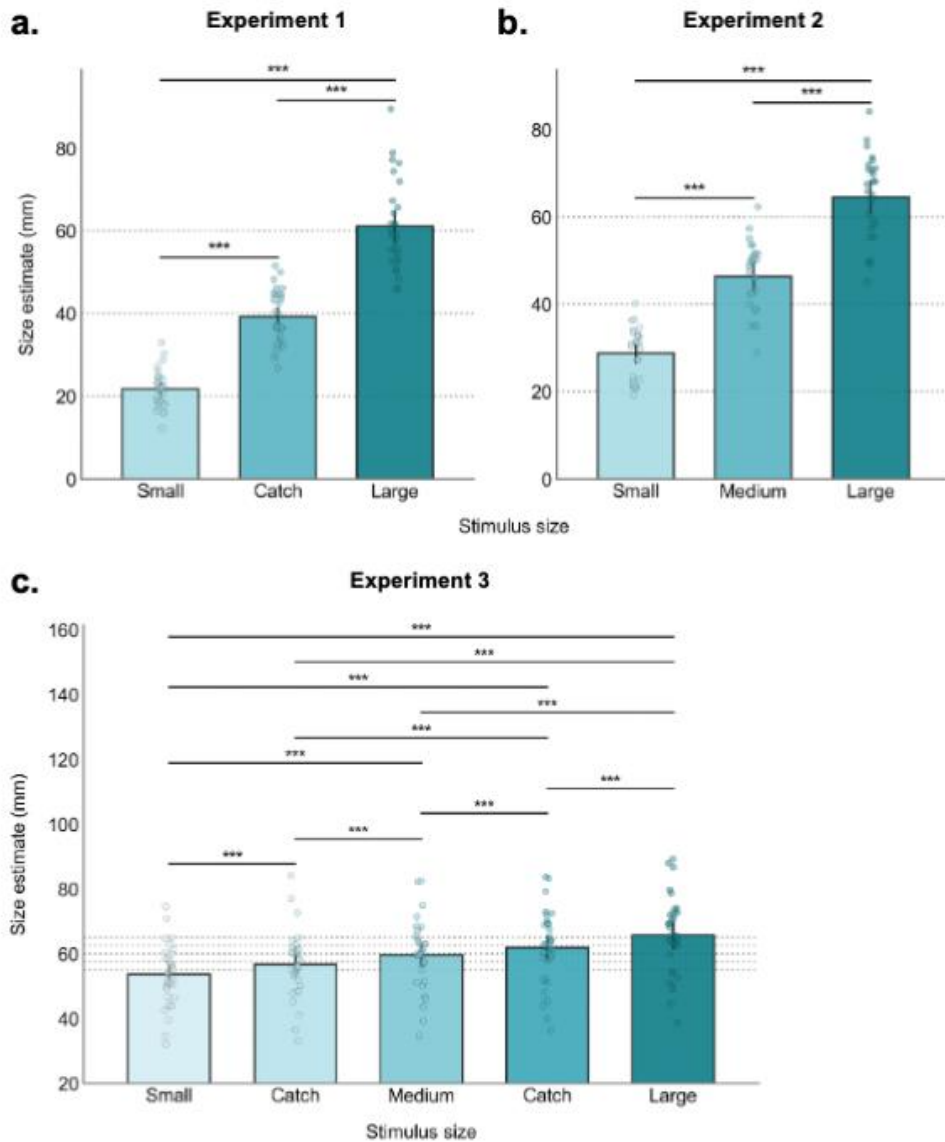 a.
Experiment 1
***
***
***
Size estimate (mm)
80
60
40
20
0
Small Catch Large
b.
Experiment 2
***
***
***
80
60
40
20
0
Small Medium Large
Stimulus size
c.
Experiment 3
***
***
***
***
***
***
***
***
***
***
Size estimate (mm)
160
140
120
100
80
60
40
20
Small Catch Medium Catch Large
Stimulus size